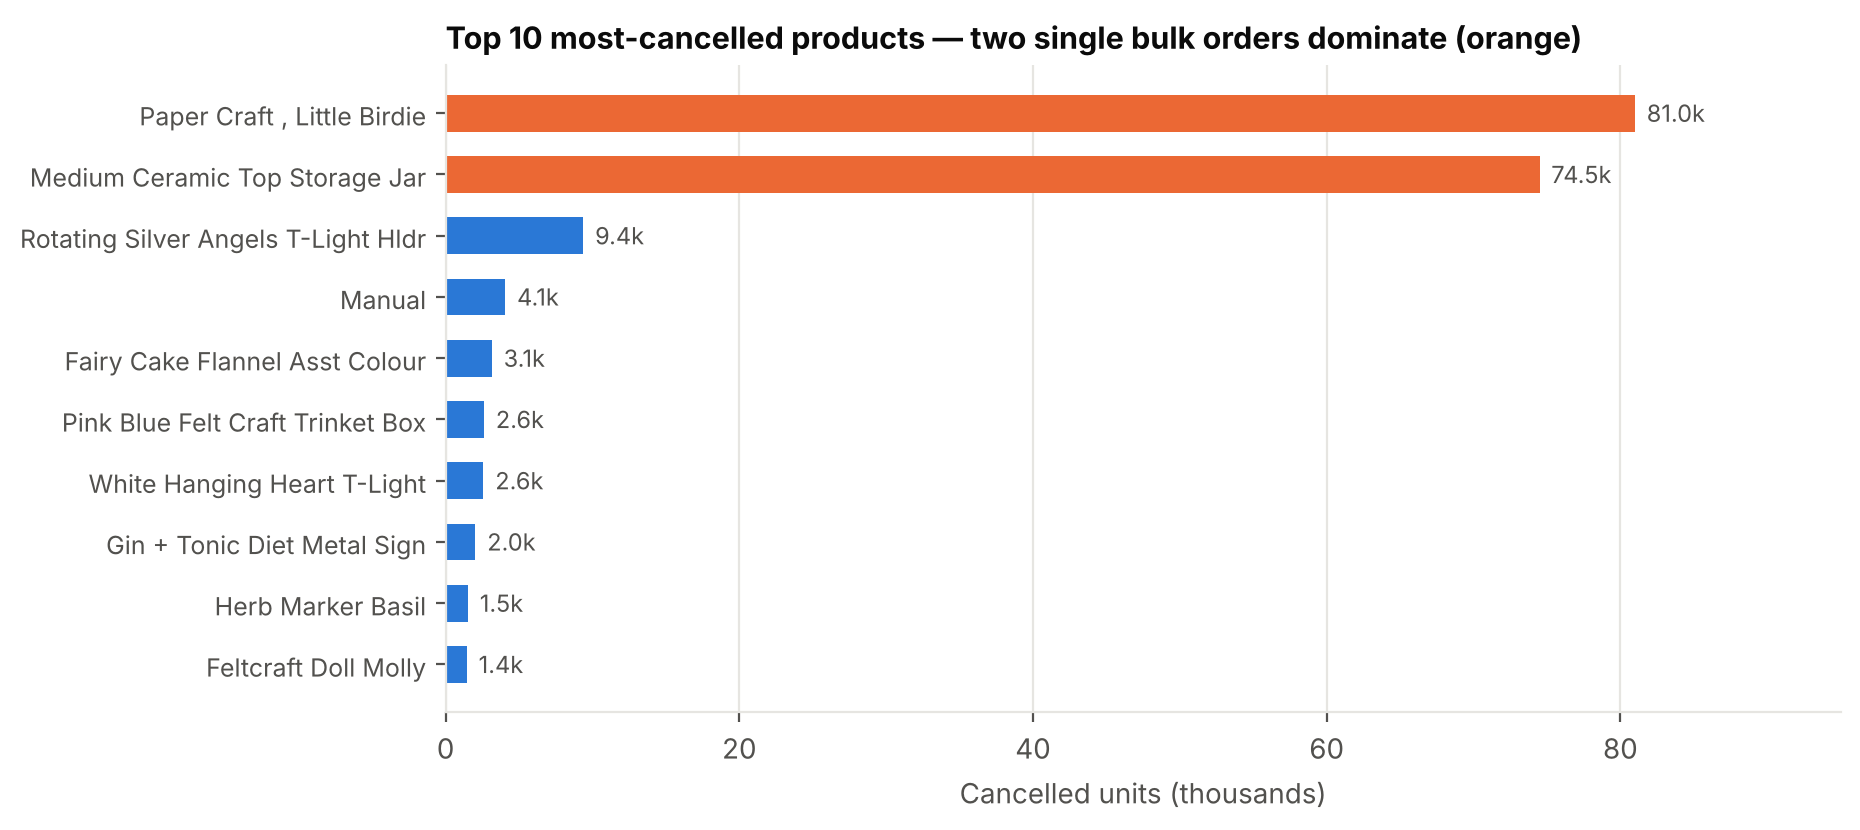 Top 10 most-cancelled products — two single bulk orders dominate (orange)
Paper Craft , Little Birdie 81.0k
Medium Ceramic Top Storage Jar 74.5k
Rotating Silver Angels T-Light Hldr 9.4k
Manual 4.1k
Fairy Cake Flannel Asst Colour 3.1k
Pink Blue Felt Craft Trinket Box 2.6k
White Hanging Heart T-Light 2.6k
Gin + Tonic Diet Metal Sign 2.0k
Herb Marker Basil 1.5k
Feltcraft Doll Molly 1.4k
0 20 40 60 80
Cancelled units (thousands)